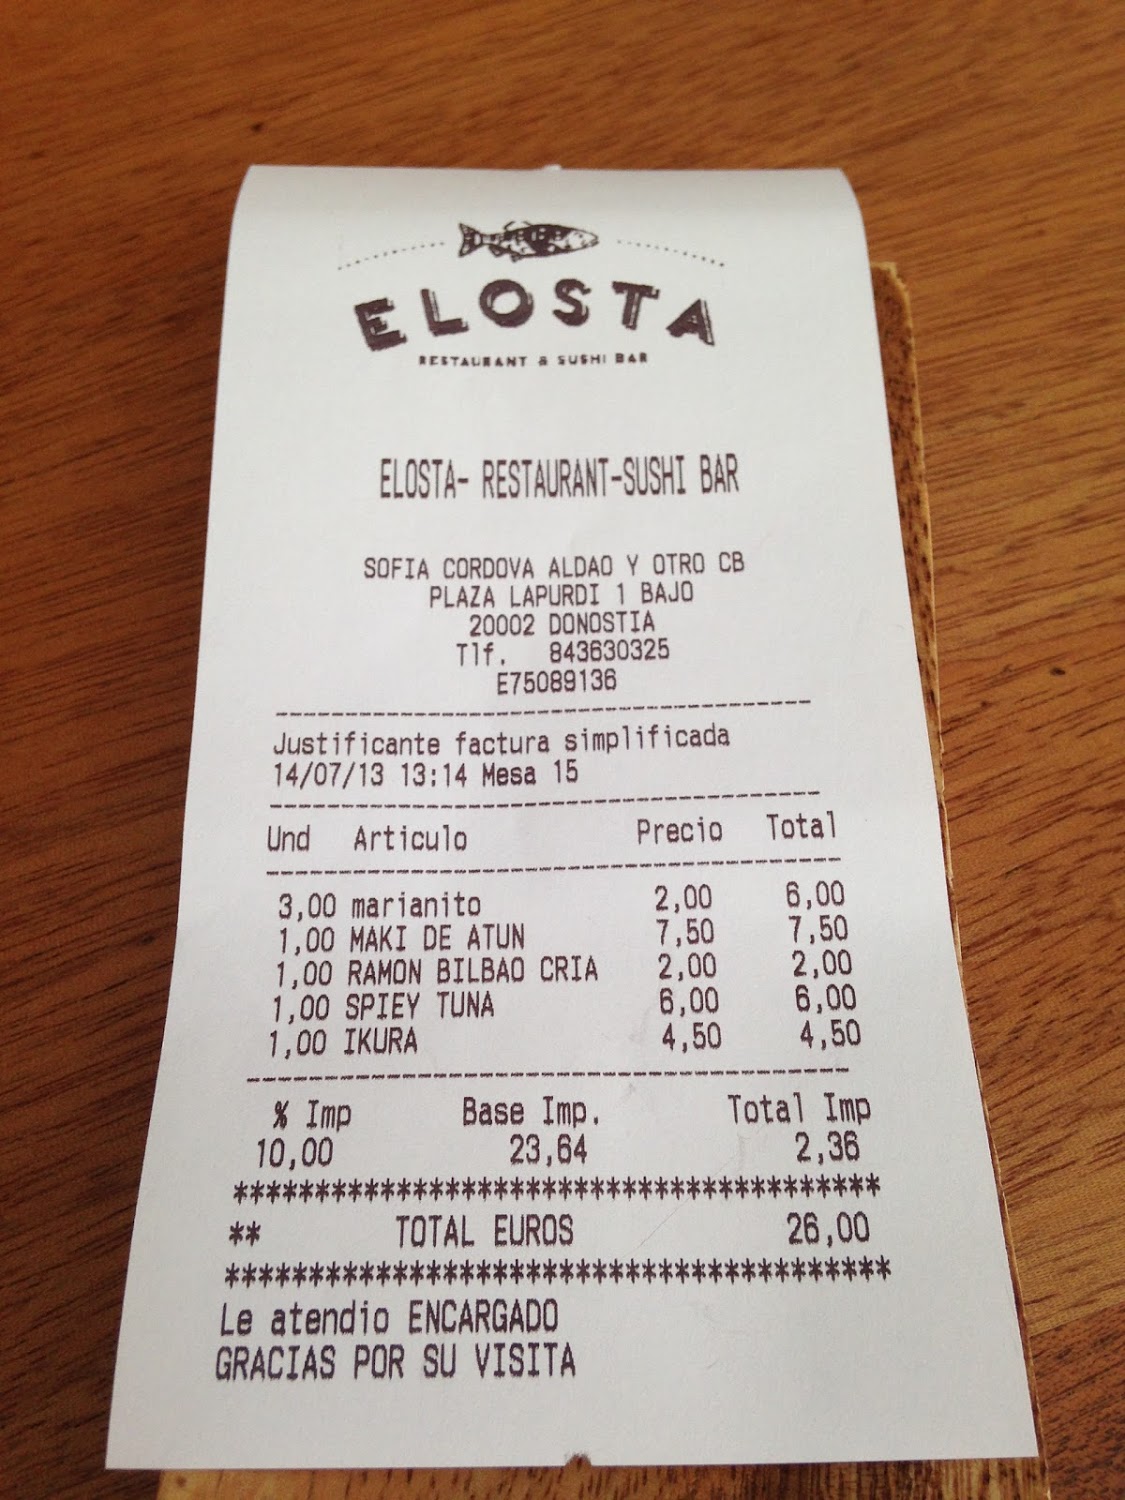 ELOSTA
RESTAURANT & SUSHI BAR
ELOSTA- RESTAURANT-SUSHI BAR
SOFIA CORDOVA ALDAO Y OTRO CB
PLAZA LAPURDI 1 BAJO
20002 DONOSTIA
Tlf. 843630325
E75089136
----------------------------------------
Justificante factura simplificada
14/07/13 13:14 Mesa 15
----------------------------------------
Und Articulo Precio Total
----------------------------------------
3,00 marianito 2,00 6,00
1,00 MAKI DE ATUN 7,50 7,50
1,00 RAMON BILBAO CRIA 2,00 2,00
1,00 SPIEY TUNA 6,00 6,00
1,00 IKURA 4,50 4,50
----------------------------------------
% Imp Base Imp. Total Imp
10,00 23,64 2,36
****************************************
** TOTAL EUROS 26,00
****************************************
Le atendio ENCARGADO
GRACIAS POR SU VISITA